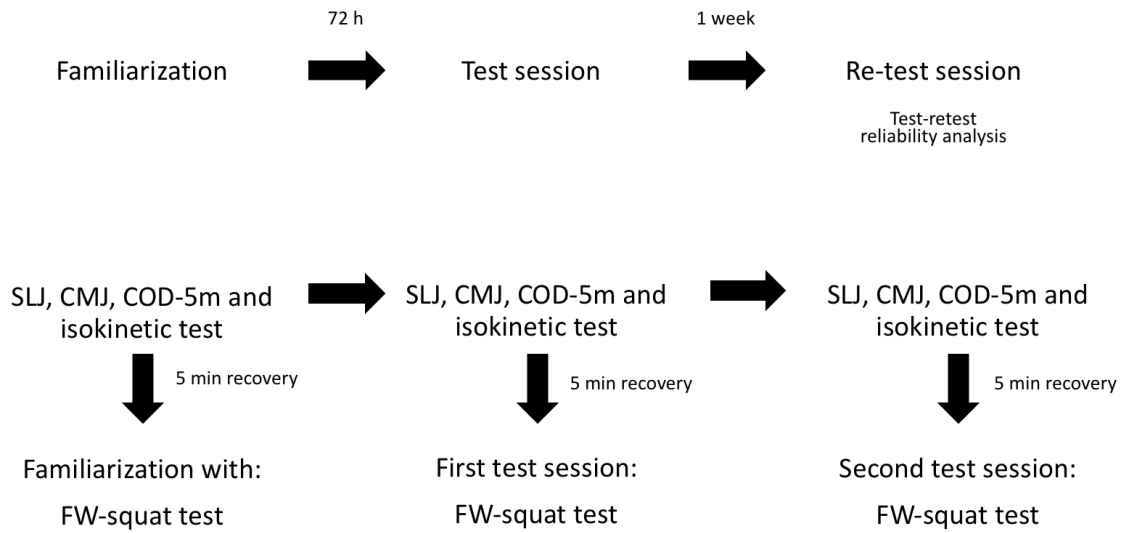 72 h
1 week
Familiarization
Test session
Re-test session
Test-retest
reliability analysis
SLJ, CMJ, COD-5m and
isokinetic test
SLJ, CMJ, COD-5m and
isokinetic test
SLJ, CMJ, COD-5m and
isokinetic test
5 min recovery
5 min recovery
5 min recovery
Familiarization with:
FW-squat test
First test session:
FW-squat test
Second test session:
FW-squat test